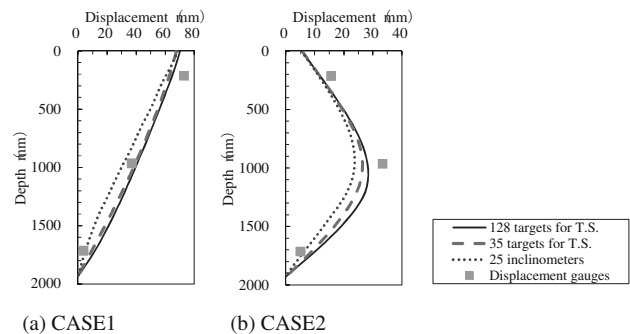 Displacement (mm)
0 20 40 60 80
0
500
1000
1500
2000
Depth (mm)
(a) CASE1
Displacement (mm)
0 10 20 30 40
0
500
1000
1500
2000
Depth (mm)
(b) CASE2
128 targets for T.S.
35 targets for T.S.
25 inclinometers
Displacement gauges